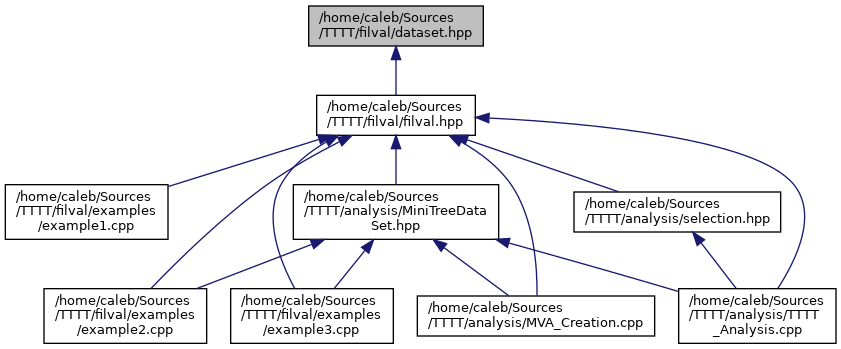 /home/caleb/Sources
/TTTT/filval/dataset.hpp
/home/caleb/Sources
/TTTT/filval/filval.hpp
/home/caleb/Sources
/TTTT/filval/examples
/example1.cpp
/home/caleb/Sources
/TTTT/analysis/MiniTreeData
Set.hpp
/home/caleb/Sources
/TTTT/analysis/selection.hpp
/home/caleb/Sources
/TTTT/filval/examples
/example2.cpp
/home/caleb/Sources
/TTTT/filval/examples
/example3.cpp
/home/caleb/Sources
/TTTT/analysis/MVA_Creation.cpp
/home/caleb/Sources
/TTTT/analysis/TTTT
_Analysis.cpp